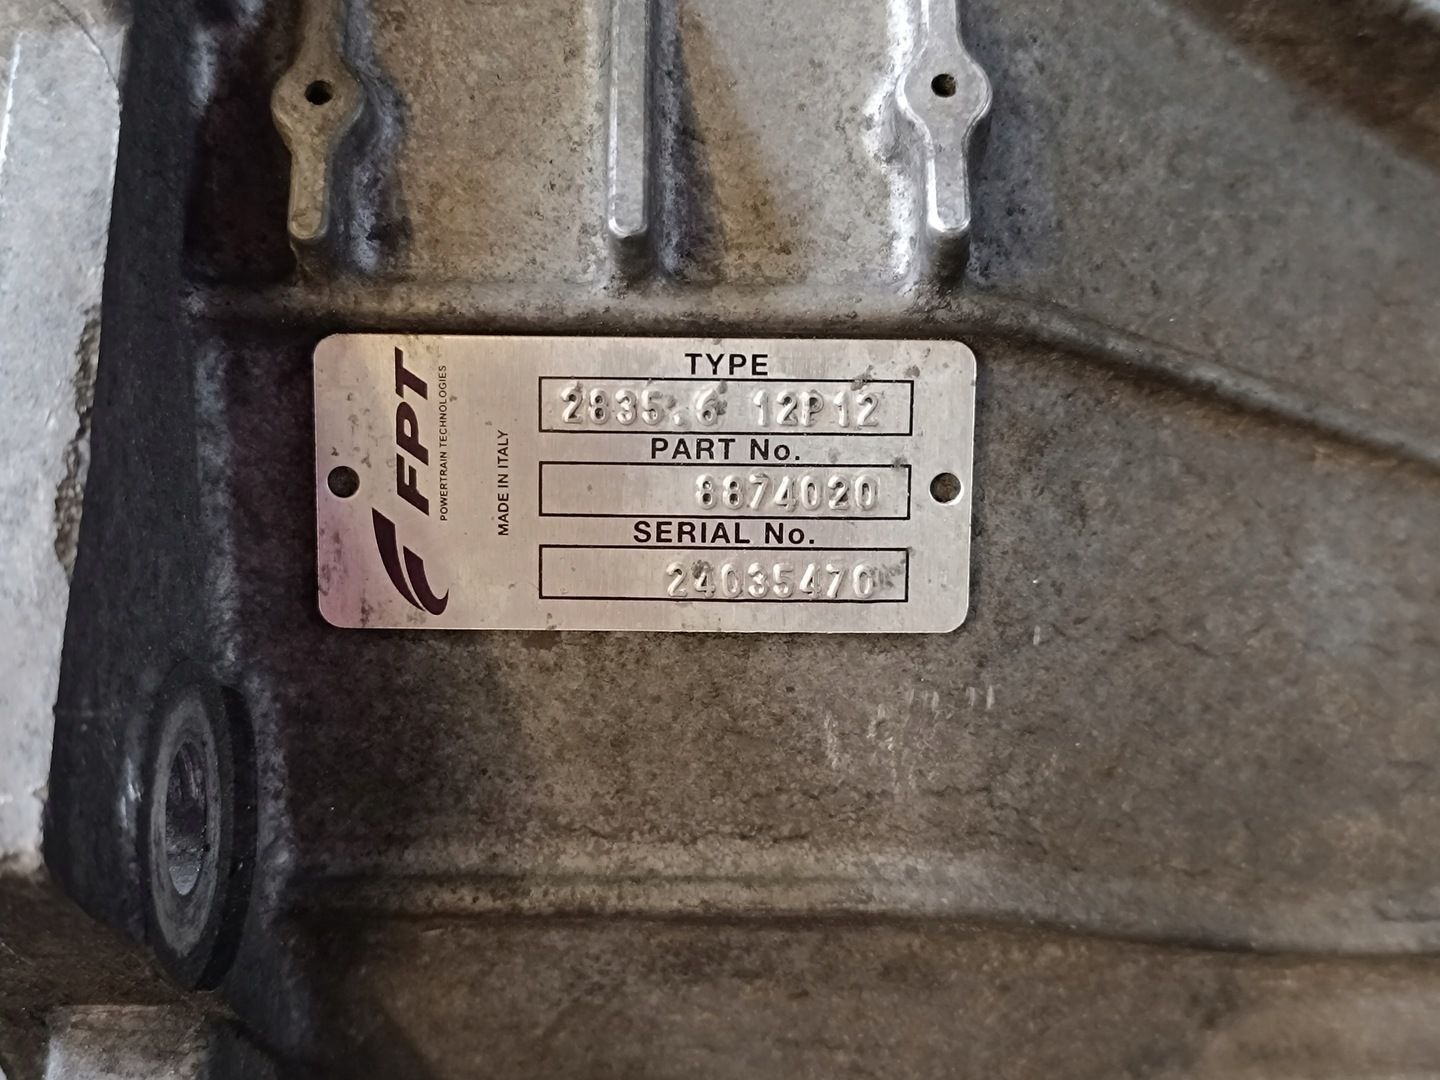 FPT
POWERTRAIN TECHNOLOGIES
MADE IN ITALY
TYPE
2835.6 12P12
PART No.
8874020
SERIAL No.
24035470